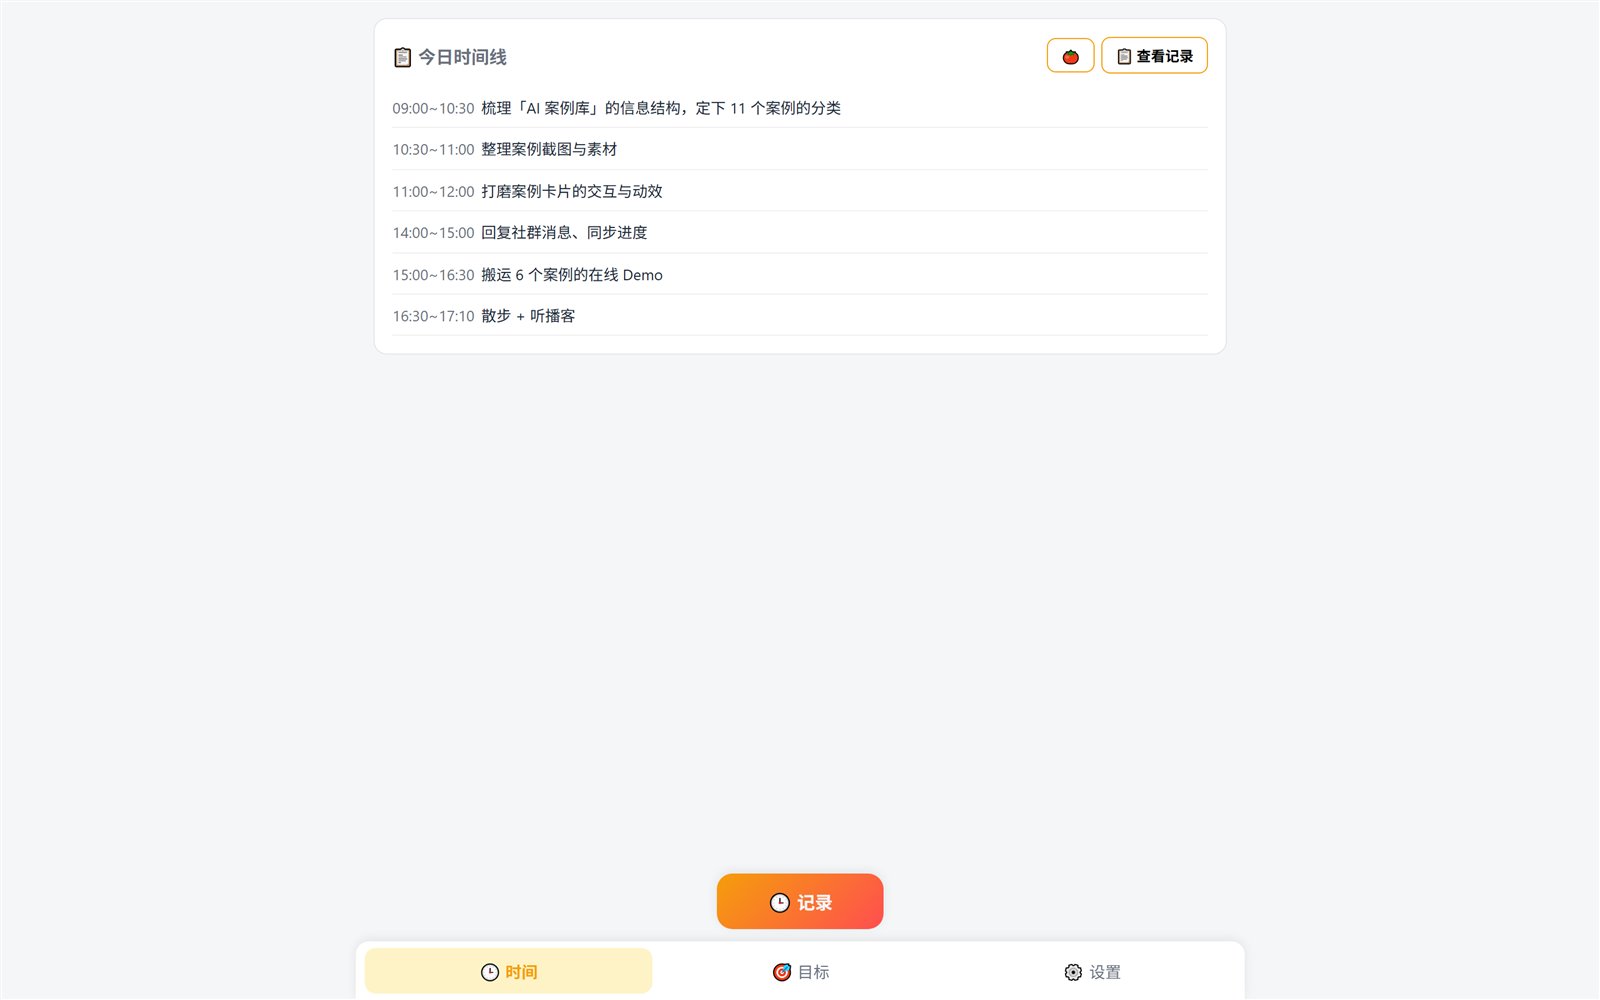 今日时间线
查看记录
09:00~10:30 梳理「AI 案例库」的信息结构，定下 11 个案例的分类
10:30~11:00 整理案例截图与素材
11:00~12:00 打磨案例卡片的交互与动效
14:00~15:00 回复社群消息、同步进度
15:00~16:30 搬运 6 个案例的在线 Demo
16:30~17:10 散步 + 听播客
记录
时间
目标
设置